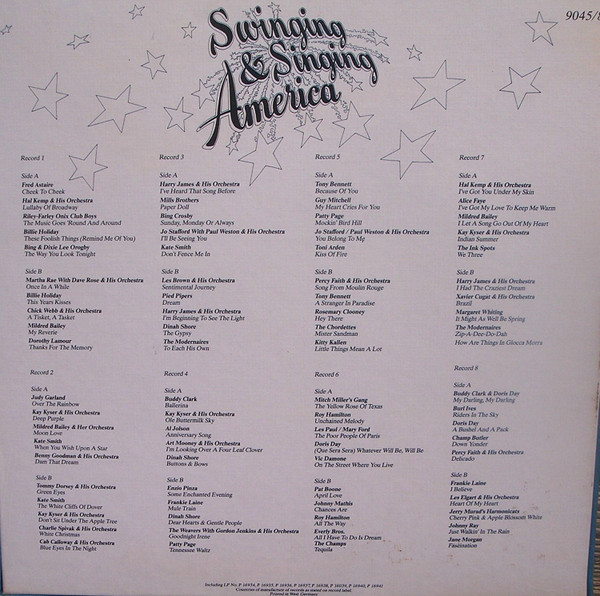 9045/8
Swinging
& Singing
America
Record 1
Side A
Fred Astaire
Cheek To Cheek
Hal Kemp & His Orchestra
Lullaby Of Broadway
Riley-Farley Onix Club Boys
The Music Goes 'Round And Around
Billie Holiday
These Foolish Things (Remind Me Of You)
Bing & Dixie Lee Crosby
The Way You Look Tonight
Side B
Martha Rae With Dave Rose & His Orchestra
Once In A While
Billie Holiday
This Years Kisses
Chick Webb & His Orchestra
A Tisket, A Tasket
Mildred Bailey
My Reverie
Dorothy Lamour
Thanks For The Memory
Record 2
Side A
Judy Garland
Over The Rainbow
Kay Kyser & His Orchestra
Deep Purple
Mildred Bailey & Her Orchestra
Moon Love
Kate Smith
When You Wish Upon A Star
Benny Goodman & His Orchestra
Darn That Dream
Side B
Tommy Dorsey & His Orchestra
Green Eyes
Kate Smith
The White Cliffs Of Dover
Kay Kyser & His Orchestra
Don't Sit Under The Apple Tree
Charlie Spivak & His Orchestra
White Christmas
Cab Calloway & His Orchestra
Blue Eyes In The Night
Record 3
Side A
Harry James & His Orchestra
I've Heard That Song Before
Mills Brothers
Paper Doll
Bing Crosby
Sunday, Monday Or Always
Jo Stafford With Paul Weston & His Orchestra
I'll Be Seeing You
Kate Smith
Don't Fence Me In
Side B
Les Brown & His Orchestra
Sentimental Journey
Pied Pipers
Dream
Harry James & His Orchestra
I'm Beginning To See The Light
Dinah Shore
The Gypsy
The Modernaires
To Each His Own
Record 4
Side A
Buddy Clark
Ballerina
Kay Kyser & His Orchestra
Ole Buttermilk Sky
Al Jolson
Anniversary Song
Art Mooney & His Orchestra
I'm Looking Over A Four Leaf Clover
Dinah Shore
Buttons & Bows
Side B
Enzio Pinza
Some Enchanted Evening
Frankie Laine
Mule Train
Dinah Shore
Dear Hearts & Gentle People
The Weavers With Gordon Jenkins & His Orchestra
Goodnight Irene
Patty Page
Tennessee Waltz
Record 5
Side A
Tony Bennett
Because Of You
Guy Mitchell
My Heart Cries For You
Patty Page
Mockin' Bird Hill
Jo Stafford / Paul Weston & His Orchestra
You Belong To Me
Toni Arden
Kiss Of Fire
Side B
Percy Faith & His Orchestra
Song From Moulin Rouge
Tony Bennett
A Stranger In Paradise
Rosemary Clooney
Hey There
The Chordettes
Mister Sandman
Kitty Kallen
Little Things Mean A Lot
Record 6
Side A
Mitch Miller's Gang
The Yellow Rose Of Texas
Roy Hamilton
Unchained Melody
Les Paul / Mary Ford
The Poor People Of Paris
Doris Day
(Que Sera Sera) Whatever Will Be, Will Be
Vic Damone
On The Street Where You Live
Side B
Pat Boone
April Love
Johnny Mathis
Chances Are
Roy Hamilton
All The Way
Everly Bros.
All I Have To Do Is Dream
The Champs
Tequila
Record 7
Side A
Hal Kemp & His Orchestra
I've Got You Under My Skin
Alice Faye
I've Got My Love To Keep Me Warm
Mildred Bailey
I Let A Song Go Out Of My Heart
Kay Kyser & His Orchestra
Indian Summer
The Ink Spots
We Three
Side B
Harry James & His Orchestra
I Had The Craziest Dream
Xavier Cugat & His Orchestra
Brazil
Margaret Whiting
It Might As Well Be Spring
The Modernaires
Zip-A-Dee-Do-Dah
How Are Things In Glocca Morra
Record 8
Side A
Buddy Clark & Doris Day
My Darling, My Darling
Burl Ives
Riders In The Sky
Doris Day
A Bushel And A Peck
Champ Butler
Down Yonder
Percy Faith & His Orchestra
Delicado
Side B
Frankie Laine
I Believe
Les Elgart & His Orchestra
Heart Of My Heart
Jerry Murad's Harmonicats
Cherry Pink & Apple Blossom White
Johnny Ray
Just Walkin' In The Rain
Jane Morgan
Fascination
Including LP No. P 16934, P 16935, P 16936, P 16937, P 16938, P 16939, P 16940, P 16941
Countries of manufacture of records as stated on record label.
Printed in West Germany